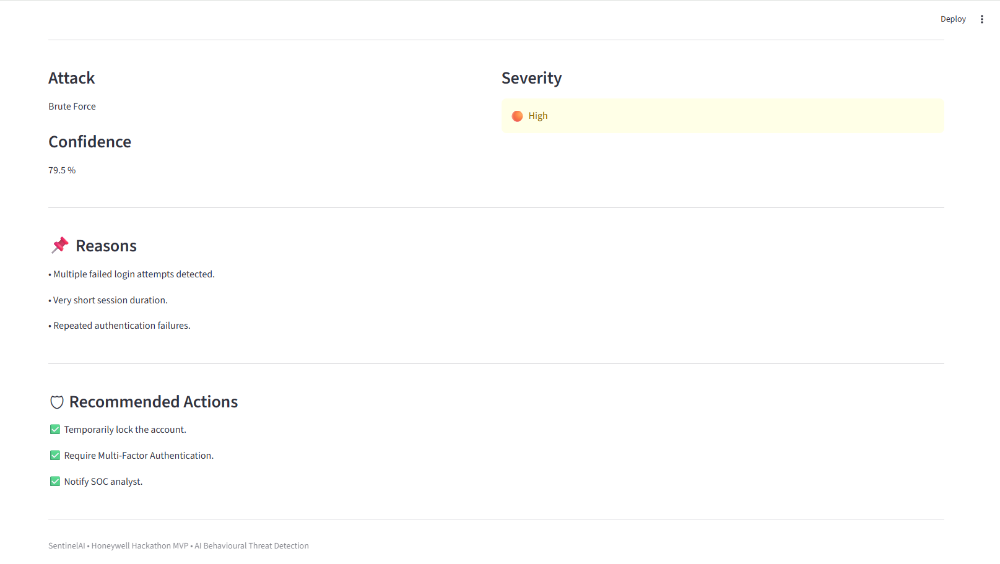 Deploy
Attack
Brute Force
Confidence
79.5 %
Severity
High
Reasons
• Multiple failed login attempts detected.
• Very short session duration.
• Repeated authentication failures.
Recommended Actions
Temporarily lock the account.
Require Multi-Factor Authentication.
Notify SOC analyst.
SentinelAI • Honeywell Hackathon MVP • AI Behavioural Threat Detection